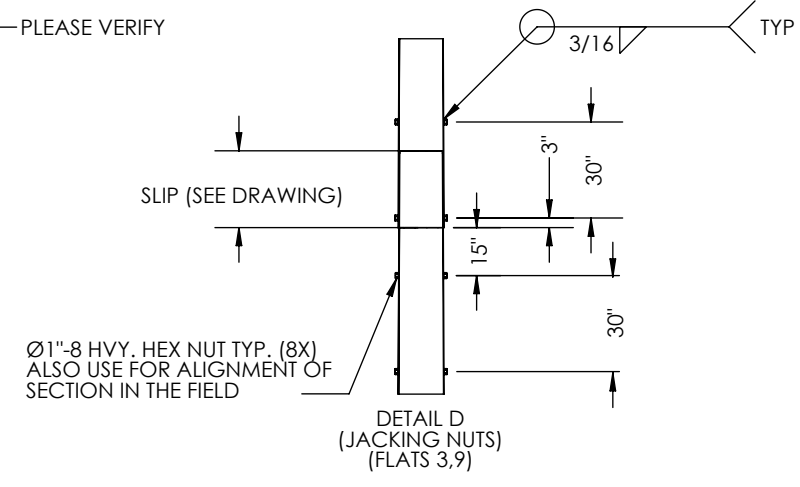 PLEASE VERIFY
3/16
TYP
3"
30"
SLIP (SEE DRAWING)
15"
30"
Ø1"-8 HVY. HEX NUT TYP. (8X)
ALSO USE FOR ALIGNMENT OF
SECTION IN THE FIELD
DETAIL D
(JACKING NUTS)
(FLATS 3,9)